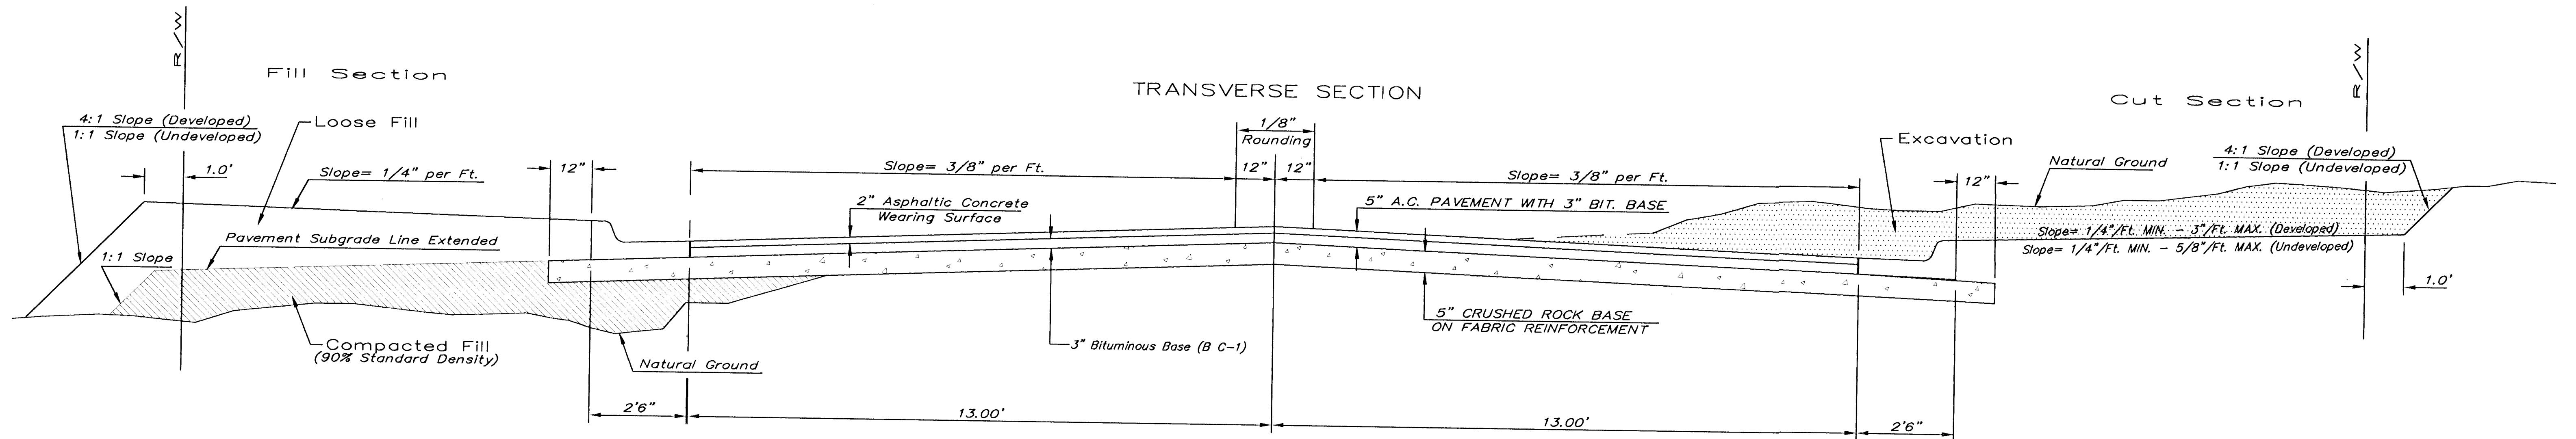 R/W
Fill Section
TRANSVERSE SECTION
Cut Section
R/W
4:1 Slope (Developed)
1:1 Slope (Undeveloped)
Loose Fill
1/8"
Rounding
Excavation
4:1 Slope (Developed)
1:1 Slope (Undeveloped)
1.0'
Slope= 1/4" per Ft.
12"
Slope= 3/8" per Ft.
12"
12"
Slope= 3/8" per Ft.
Natural Ground
12"
2" Asphaltic Concrete
Wearing Surface
5" A.C. PAVEMENT WITH 3" BIT. BASE
Pavement Subgrade Line Extended
Slope= 1/4"/Ft. MIN. - 3"/Ft. MAX. (Developed)
Slope= 1/4"/Ft. MIN. - 5/8"/Ft. MAX. (Undeveloped)
1:1 Slope
1.0'
5" CRUSHED ROCK BASE
ON FABRIC REINFORCEMENT
Compacted Fill
(90% Standard Density)
3" Bituminous Base (B C-1)
Natural Ground
2'6"
13.00'
13.00'
2'6"